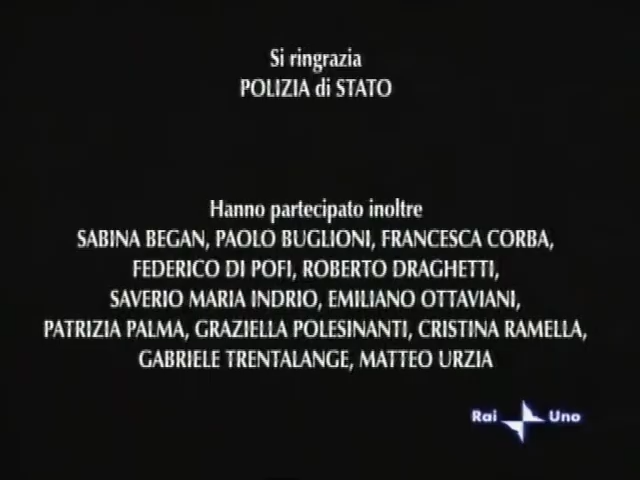 Si ringrazia
POLIZIA di STATO
Hanno partecipato inoltre
SABINA BEGAN, PAOLO BUGLIONI, FRANCESCA CORBA,
FEDERICO DI POFI, ROBERTO DRAGHETTI,
SAVERIO MARIA INDRIO, EMILIANO OTTAVIANI,
PATRIZIA PALMA, GRAZIELLA POLESINANTI, CRISTINA RAMELLA,
GABRIELE TRENTALANGE, MATTEO URZIA
Rai Uno